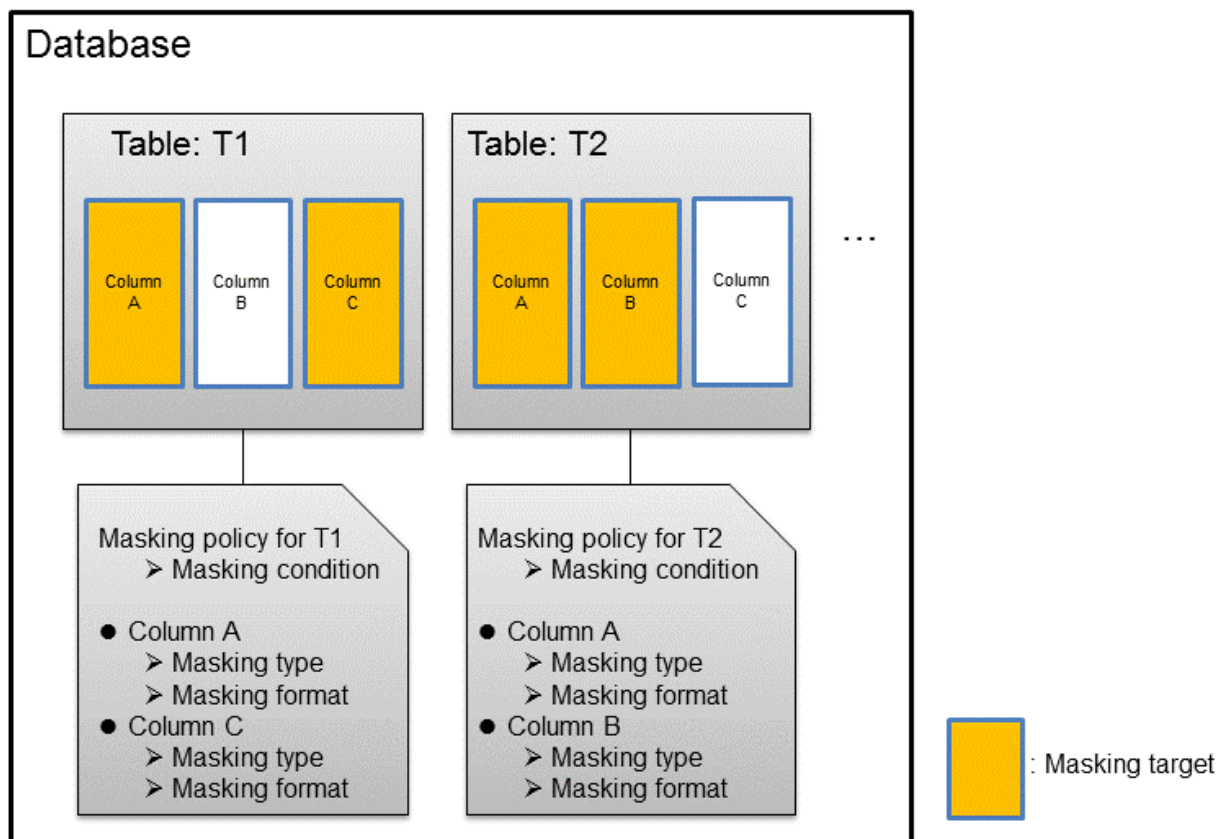 Database
Table: T1
Column
A
Column
B
Column
C
Table: T2
Column
A
Column
B
Column
C
...
Masking policy for T1
➢ Masking condition
● Column A
➢ Masking type
➢ Masking format
● Column C
➢ Masking type
➢ Masking format
Masking policy for T2
➢ Masking condition
● Column A
➢ Masking type
➢ Masking format
● Column B
➢ Masking type
➢ Masking format
: Masking target